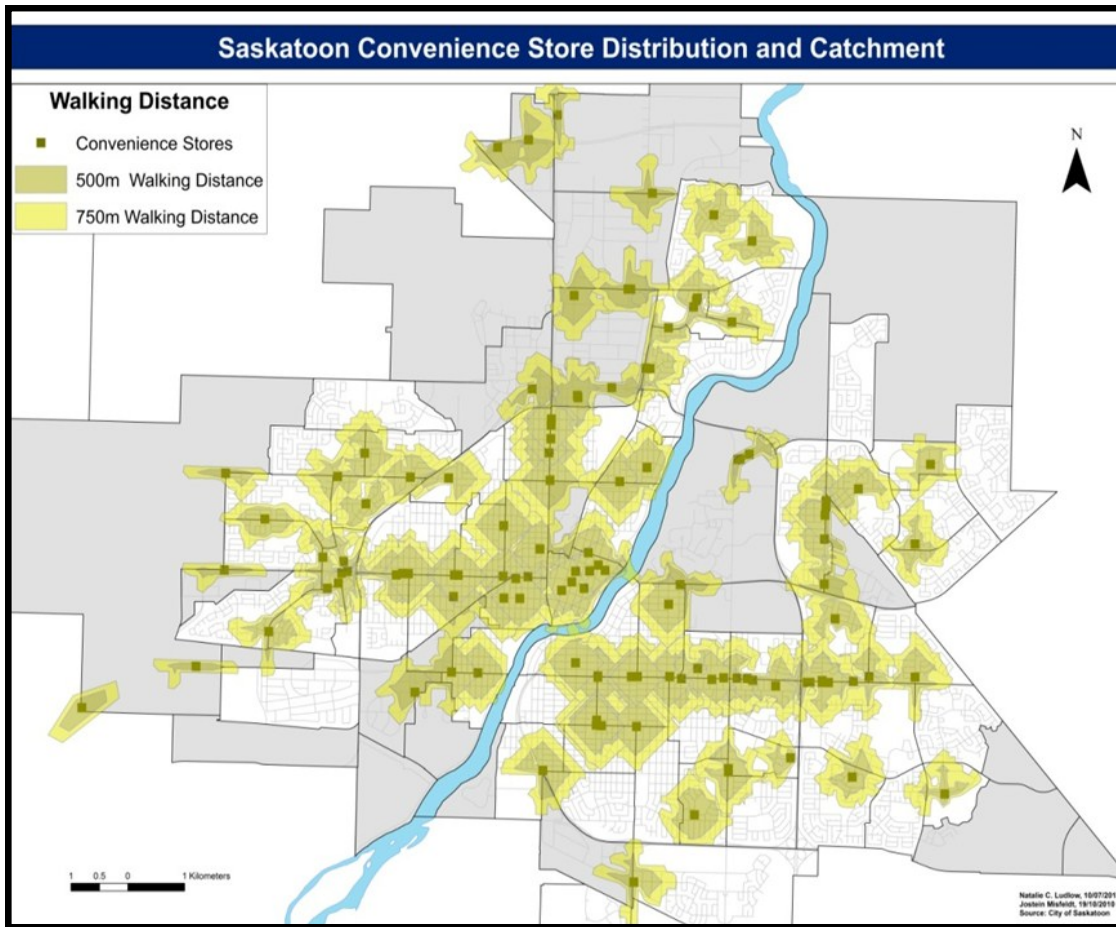 Saskatoon Convenience Store Distribution and Catchment
Walking Distance
Convenience Stores
500m Walking Distance
750m Walking Distance
N
1 0.5 0 1 Kilometers
Natalie C. Ludlow, 10/07/201
Jostein Misfeldt, 19/10/2010
Source: City of Saskatoon